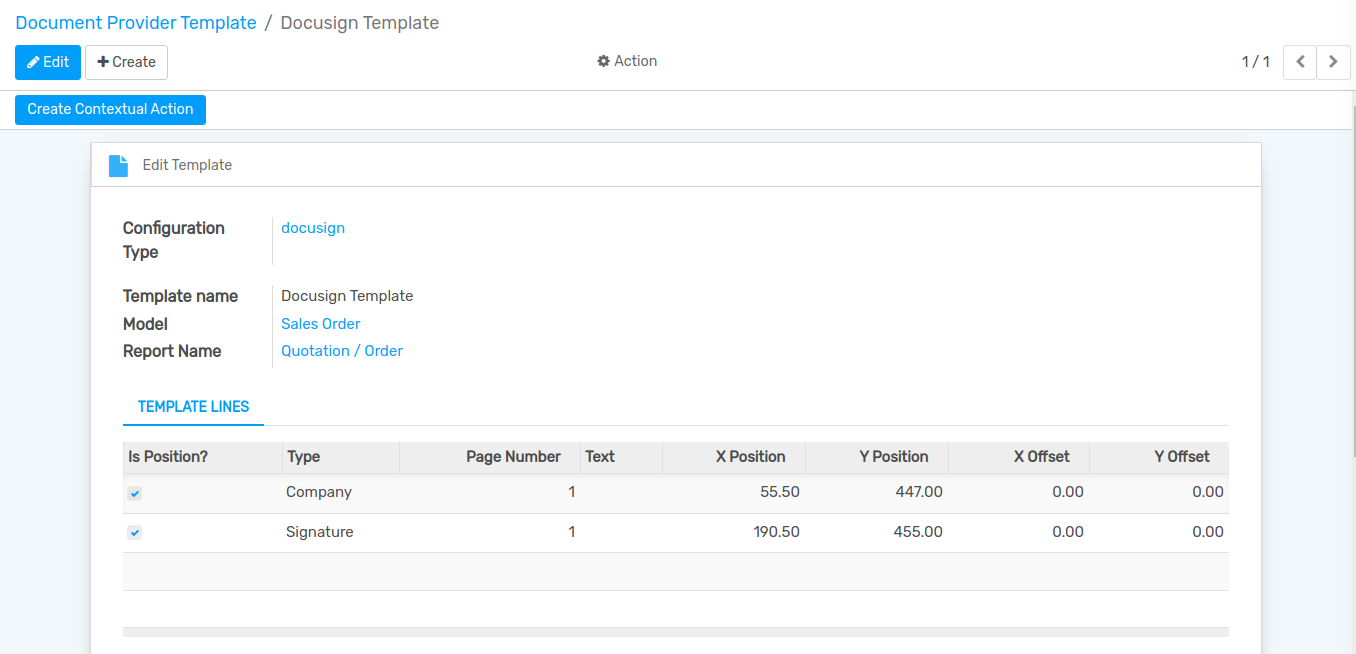 Document Provider Template / Docusign Template
Edit Create Action 1 / 1
Create Contextual Action
Edit Template
Configuration Type docusign
Template name Docusign Template
Model Sales Order
Report Name Quotation / Order
TEMPLATE LINES
Is Position? Type Page Number Text X Position Y Position X Offset Y Offset
Company 1 55.50 447.00 0.00 0.00
Signature 1 190.50 455.00 0.00 0.00